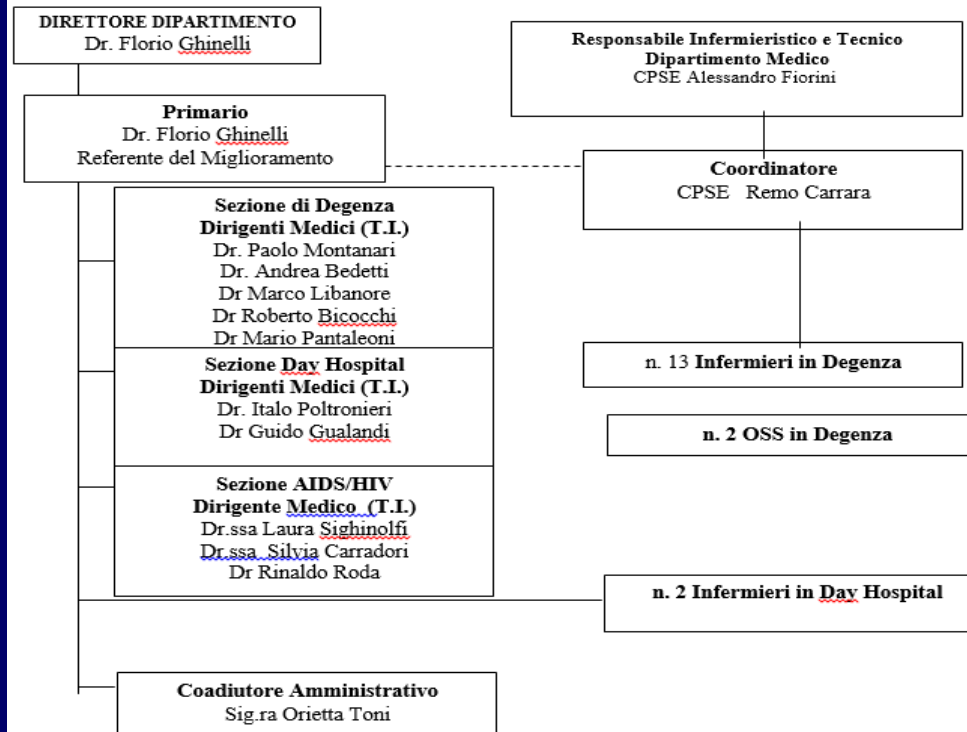 DIRETTORE DIPARTIMENTO
Dr. Florio Ghinelli
Responsabile Infermieristico e Tecnico
Dipartimento Medico
CPSE Alessandro Fiorini
Primario
Dr. Florio Ghinelli
Referente del Miglioramento
Coordinatore
CPSE Remo Carrara
Sezione di Degenza
Dirigenti Medici (T.I.)
Dr. Paolo Montanari
Dr. Andrea Bedetti
Dr Marco Libanore
Dr Roberto Bicocchi
Dr Mario Pantaleoni
n. 13 Infermieri in Degenza
Sezione Day Hospital
Dirigenti Medici (T.I.)
Dr. Italo Poltronieri
Dr Guido Gualandi
n. 2 OSS in Degenza
Sezione AIDS/HIV
Dirigente Medico (T.I.)
Dr.ssa Laura Sighinolfi
Dr.ssa Silvia Carradori
Dr Rinaldo Roda
n. 2 Infermieri in Day Hospital
Coadiutore Amministrativo
Sig.ra Orietta Toni